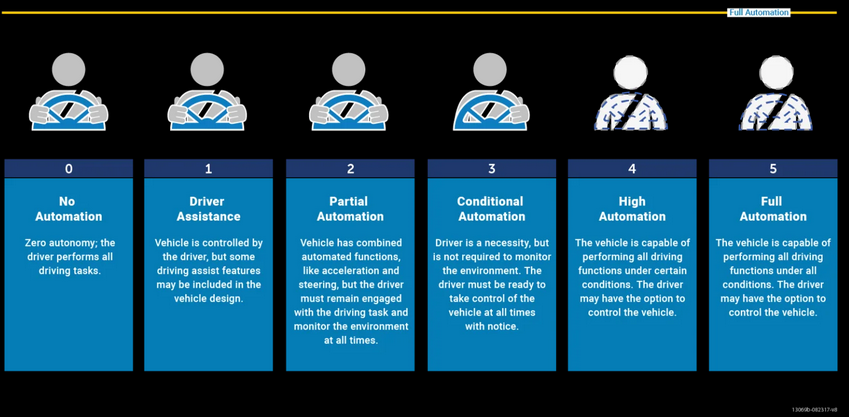 Full Automation
0
No
Automation
Zero autonomy; the
driver performs all
driving tasks.
1
Driver
Assistance
Vehicle is controlled by
the driver, but some
driving assist features
may be included in the
vehicle design.
2
Partial
Automation
Vehicle has combined
automated functions,
like acceleration and
steering, but the driver
must remain engaged
with the driving task and
monitor the environment
at all times.
3
Conditional
Automation
Driver is a necessity, but
is not required to monitor
the environment. The
driver must be ready to
take control of the
vehicle at all times
with notice.
4
High
Automation
The vehicle is capable of
performing all driving
functions under certain
conditions. The driver
may have the option to
control the vehicle.
5
Full
Automation
The vehicle is capable of
performing all driving
functions under all
conditions. The driver
may have the option to
control the vehicle.
13069b-082317-v8